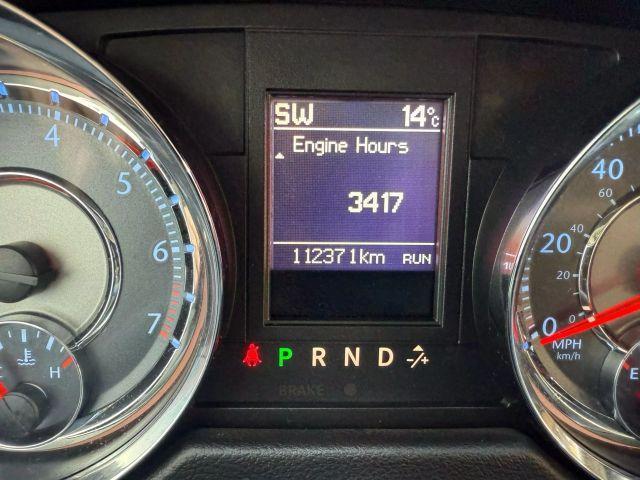 SW 14°C
Engine Hours
3417
112371km RUN
P R N D -/+
BRAKE
4
5
6
7
H
C
40
60
40
20
20
0
0
MPH
km/h
E